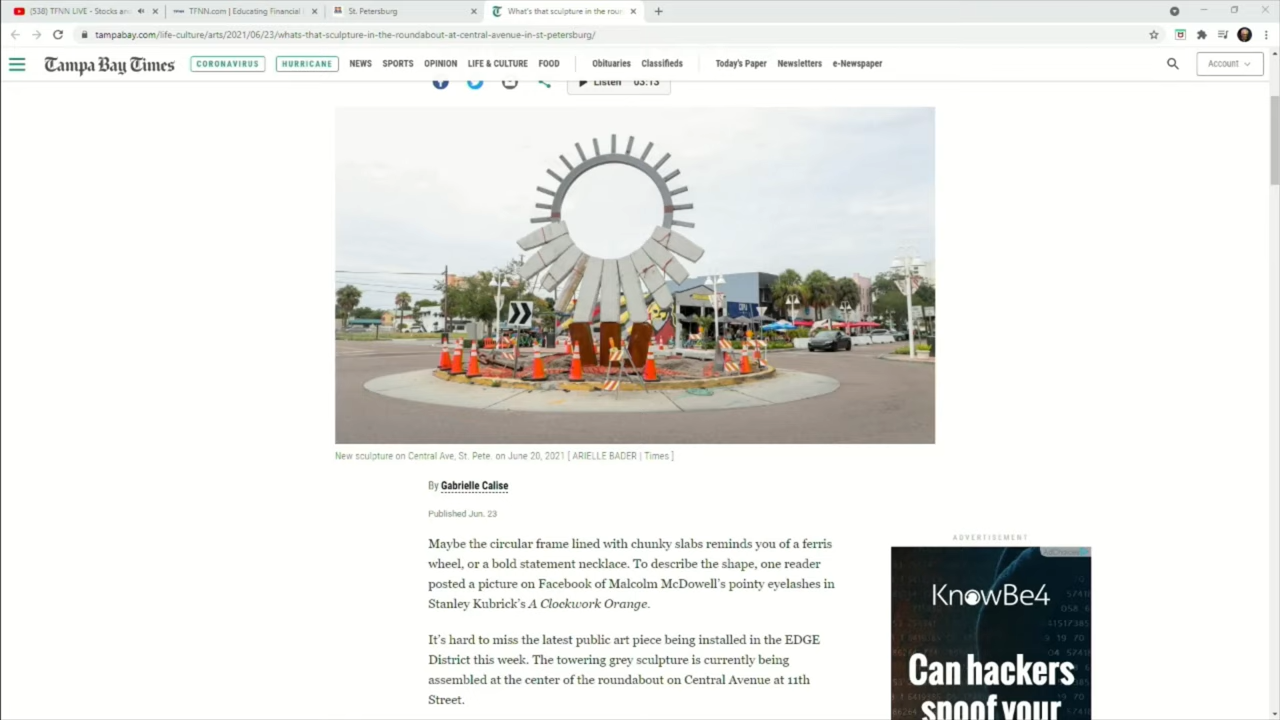 (538) TFNN LIVE - Stocks an
TFNN.com | Educating Financial
St. Petersburg
What's that sculpture in the rou
tampabay.com/life-culture/arts/2021/06/23/whats-that-sculpture-in-the-roundabout-at-central-avenue-in-st-petersburg/
Tampa Bay Times
CORONAVIRUS
HURRICANE
NEWS SPORTS OPINION LIFE & CULTURE FOOD
Obituaries Classifieds
Today's Paper Newsletters e-Newspaper
Account
Listen 03:13
New sculpture on Central Ave, St. Pete. on June 20, 2021 [ ARIELLE BADER | Times ]
By Gabrielle Calise
Published Jun. 23
Maybe the circular frame lined with chunky slabs reminds you of a ferris
wheel, or a bold statement necklace. To describe the shape, one reader
posted a picture on Facebook of Malcolm McDowell's pointy eyelashes in
Stanley Kubrick's A Clockwork Orange.
It's hard to miss the latest public art piece being installed in the EDGE
District this week. The towering grey sculpture is currently being
assembled at the center of the roundabout on Central Avenue at 11th
Street.
ADVERTISEMENT
AdChoices
KnowBe4
Can hackers
spoof your